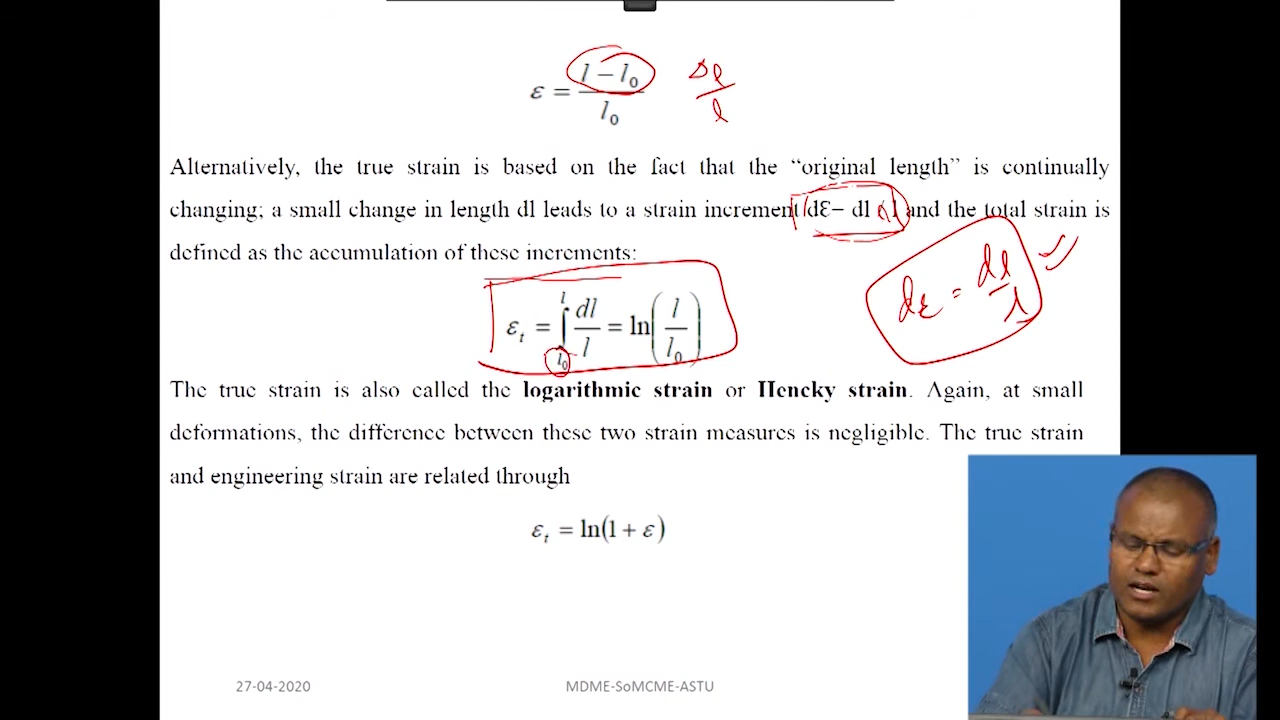 ε = (l − l₀) / l₀ Δl / l
Alternatively, the true strain is based on the fact that the “original length” is continually
changing; a small change in length dl leads to a strain increment dε− dl l and the total strain is
defined as the accumulation of these increments:
dε = dl / l
εₜ = ∫ₗ₀ˡ dl / l = ln(l / l₀)
The true strain is also called the logarithmic strain or Hencky strain. Again, at small
deformations, the difference between these two strain measures is negligible. The true strain
and engineering strain are related through
εₜ = ln(1 + ε)
27-04-2020 MDME-SoMCME-ASTU